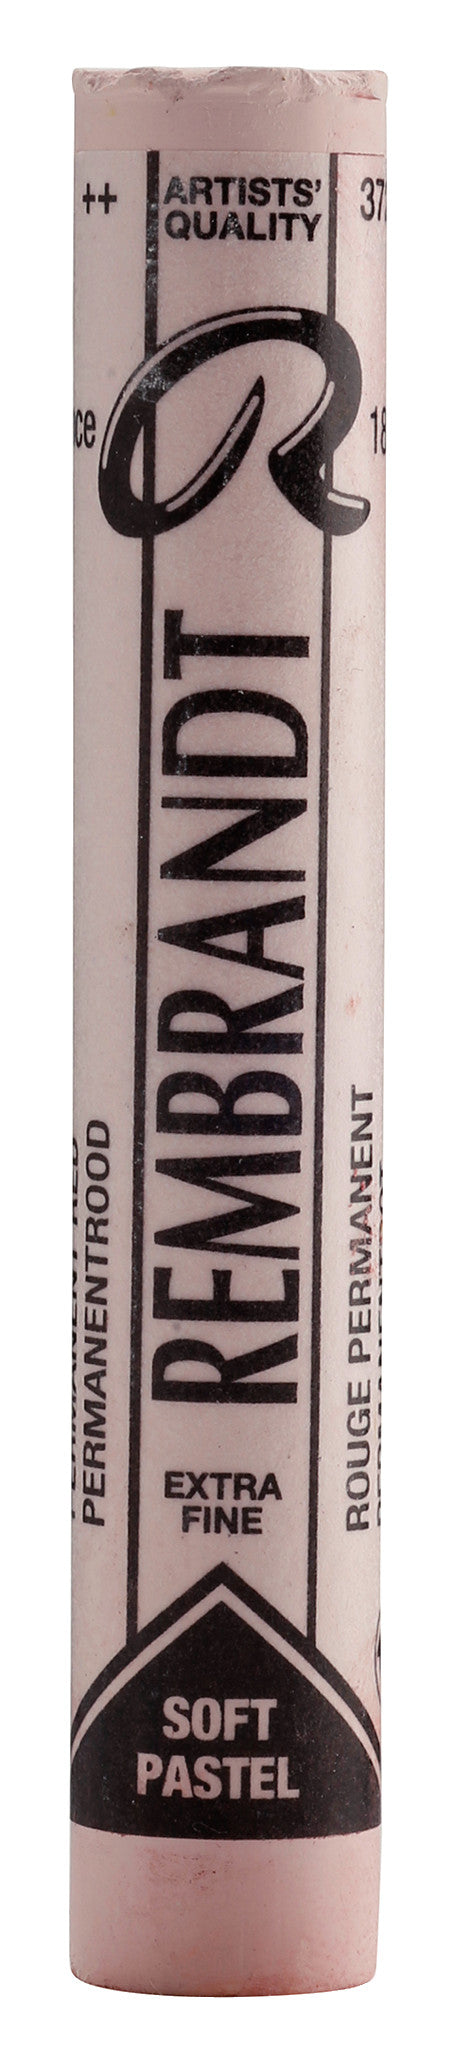 ++
ARTISTS'
QUALITY
37
ce
18
REMBRANDT
PERMANENTROOD
ROUGE PERMANENT
EXTRA
FINE
SOFT
PASTEL